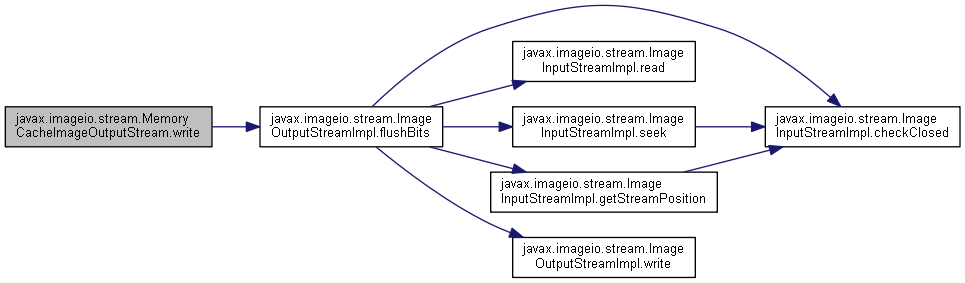 javax.imageio.stream.Memory
CacheImageOutputStream.write
javax.imageio.stream.Image
OutputStreamImpl.flushBits
javax.imageio.stream.Image
InputStreamImpl.read
javax.imageio.stream.Image
InputStreamImpl.seek
javax.imageio.stream.Image
InputStreamImpl.getStreamPosition
javax.imageio.stream.Image
OutputStreamImpl.write
javax.imageio.stream.Image
InputStreamImpl.checkClosed